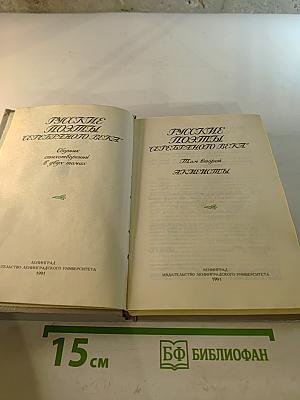 РУССКИЕ
ПОЭТЫ
СЕРЕБРЯНОГО ВЕКА
Сборник
стихотворений
в двух томах
ЛЕНИНГРАД
ИЗДАТЕЛЬСТВО ЛЕНИНГРАДСКОГО УНИВЕРСИТЕТА
1991
РУССКИЕ
ПОЭТЫ
СЕРЕБРЯНОГО ВЕКА
Том второй
АКМЕИСТЫ
ЛЕНИНГРАД
ИЗДАТЕЛЬСТВО ЛЕНИНГРАДСКОГО УНИВЕРСИТЕТА
1991
15 см
БФ БИБЛИОФАН